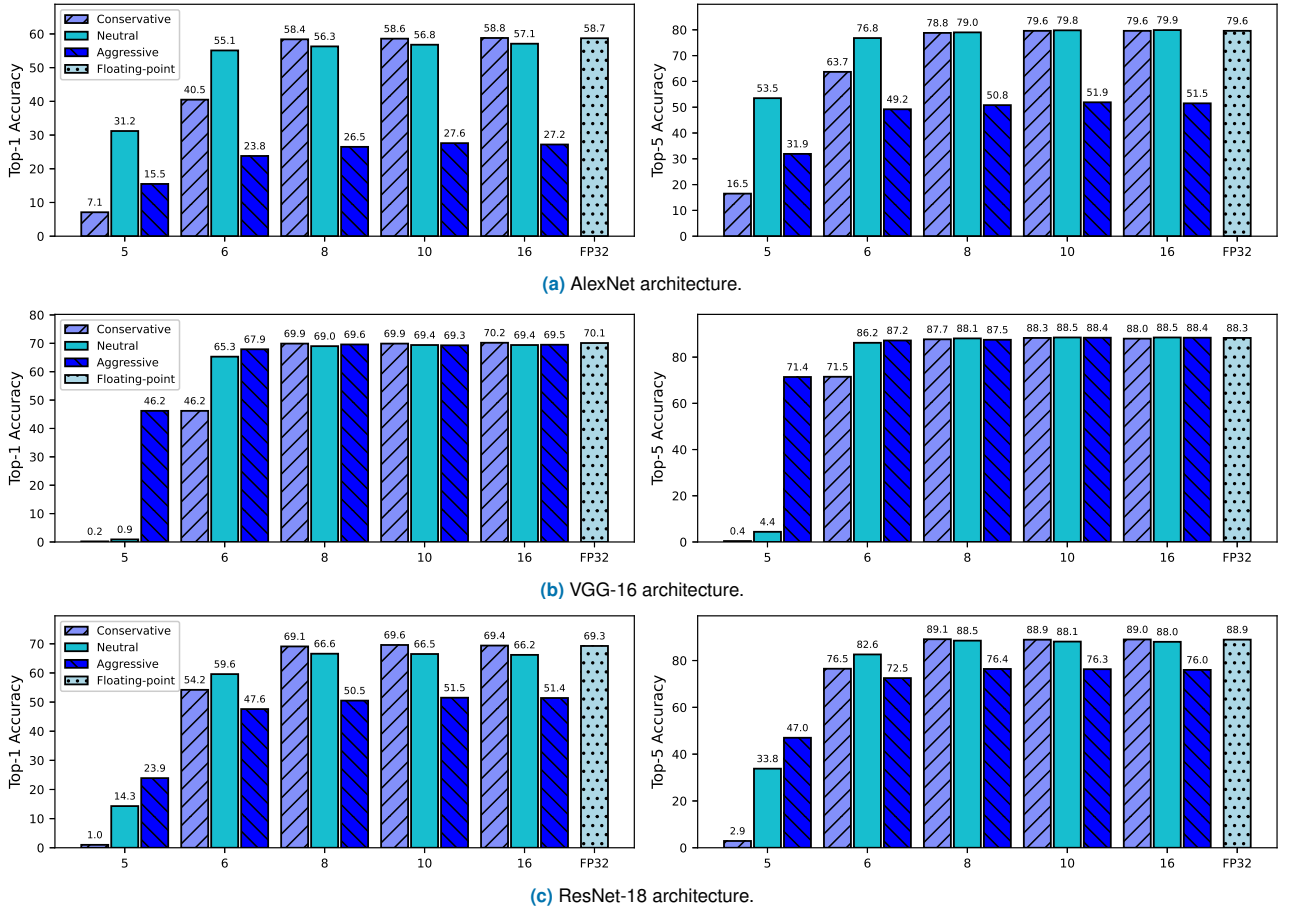 Top-1 Accuracy
60
50
40
30
20
10
0
Conservative
Neutral
Aggressive
Floating-point
7.1 31.2 15.5 40.5 55.1 23.8 58.4 56.3 26.5 58.6 56.8 27.6 58.8 57.1 27.2 58.7
5 6 8 10 16 FP32
Top-5 Accuracy
80
70
60
50
40
30
20
10
0
16.5 53.5 31.9 63.7 76.8 49.2 78.8 79.0 50.8 79.6 79.8 51.9 79.6 79.9 51.5 79.6
5 6 8 10 16 FP32
(a) AlexNet architecture.
Top-1 Accuracy
80
70
60
50
40
30
20
10
0
Conservative
Neutral
Aggressive
Floating-point
0.2 0.9 46.2 46.2 65.3 67.9 69.9 69.0 69.6 69.9 69.4 69.3 70.2 69.4 69.5 70.1
5 6 8 10 16 FP32
Top-5 Accuracy
80
60
40
20
0
0.4 4.4 71.4 71.5 86.2 87.2 87.7 88.1 87.5 88.3 88.5 88.4 88.0 88.5 88.4 88.3
5 6 8 10 16 FP32
(b) VGG-16 architecture.
Top-1 Accuracy
70
60
50
40
30
20
10
0
Conservative
Neutral
Aggressive
Floating-point
1.0 14.3 23.9 54.2 59.6 47.6 69.1 66.6 50.5 69.6 66.5 51.5 69.4 66.2 51.4 69.3
5 6 8 10 16 FP32
Top-5 Accuracy
80
60
40
20
0
2.9 33.8 47.0 76.5 82.6 72.5 89.1 88.5 76.4 88.9 88.1 76.3 89.0 88.0 76.0 88.9
5 6 8 10 16 FP32
(c) ResNet-18 architecture.